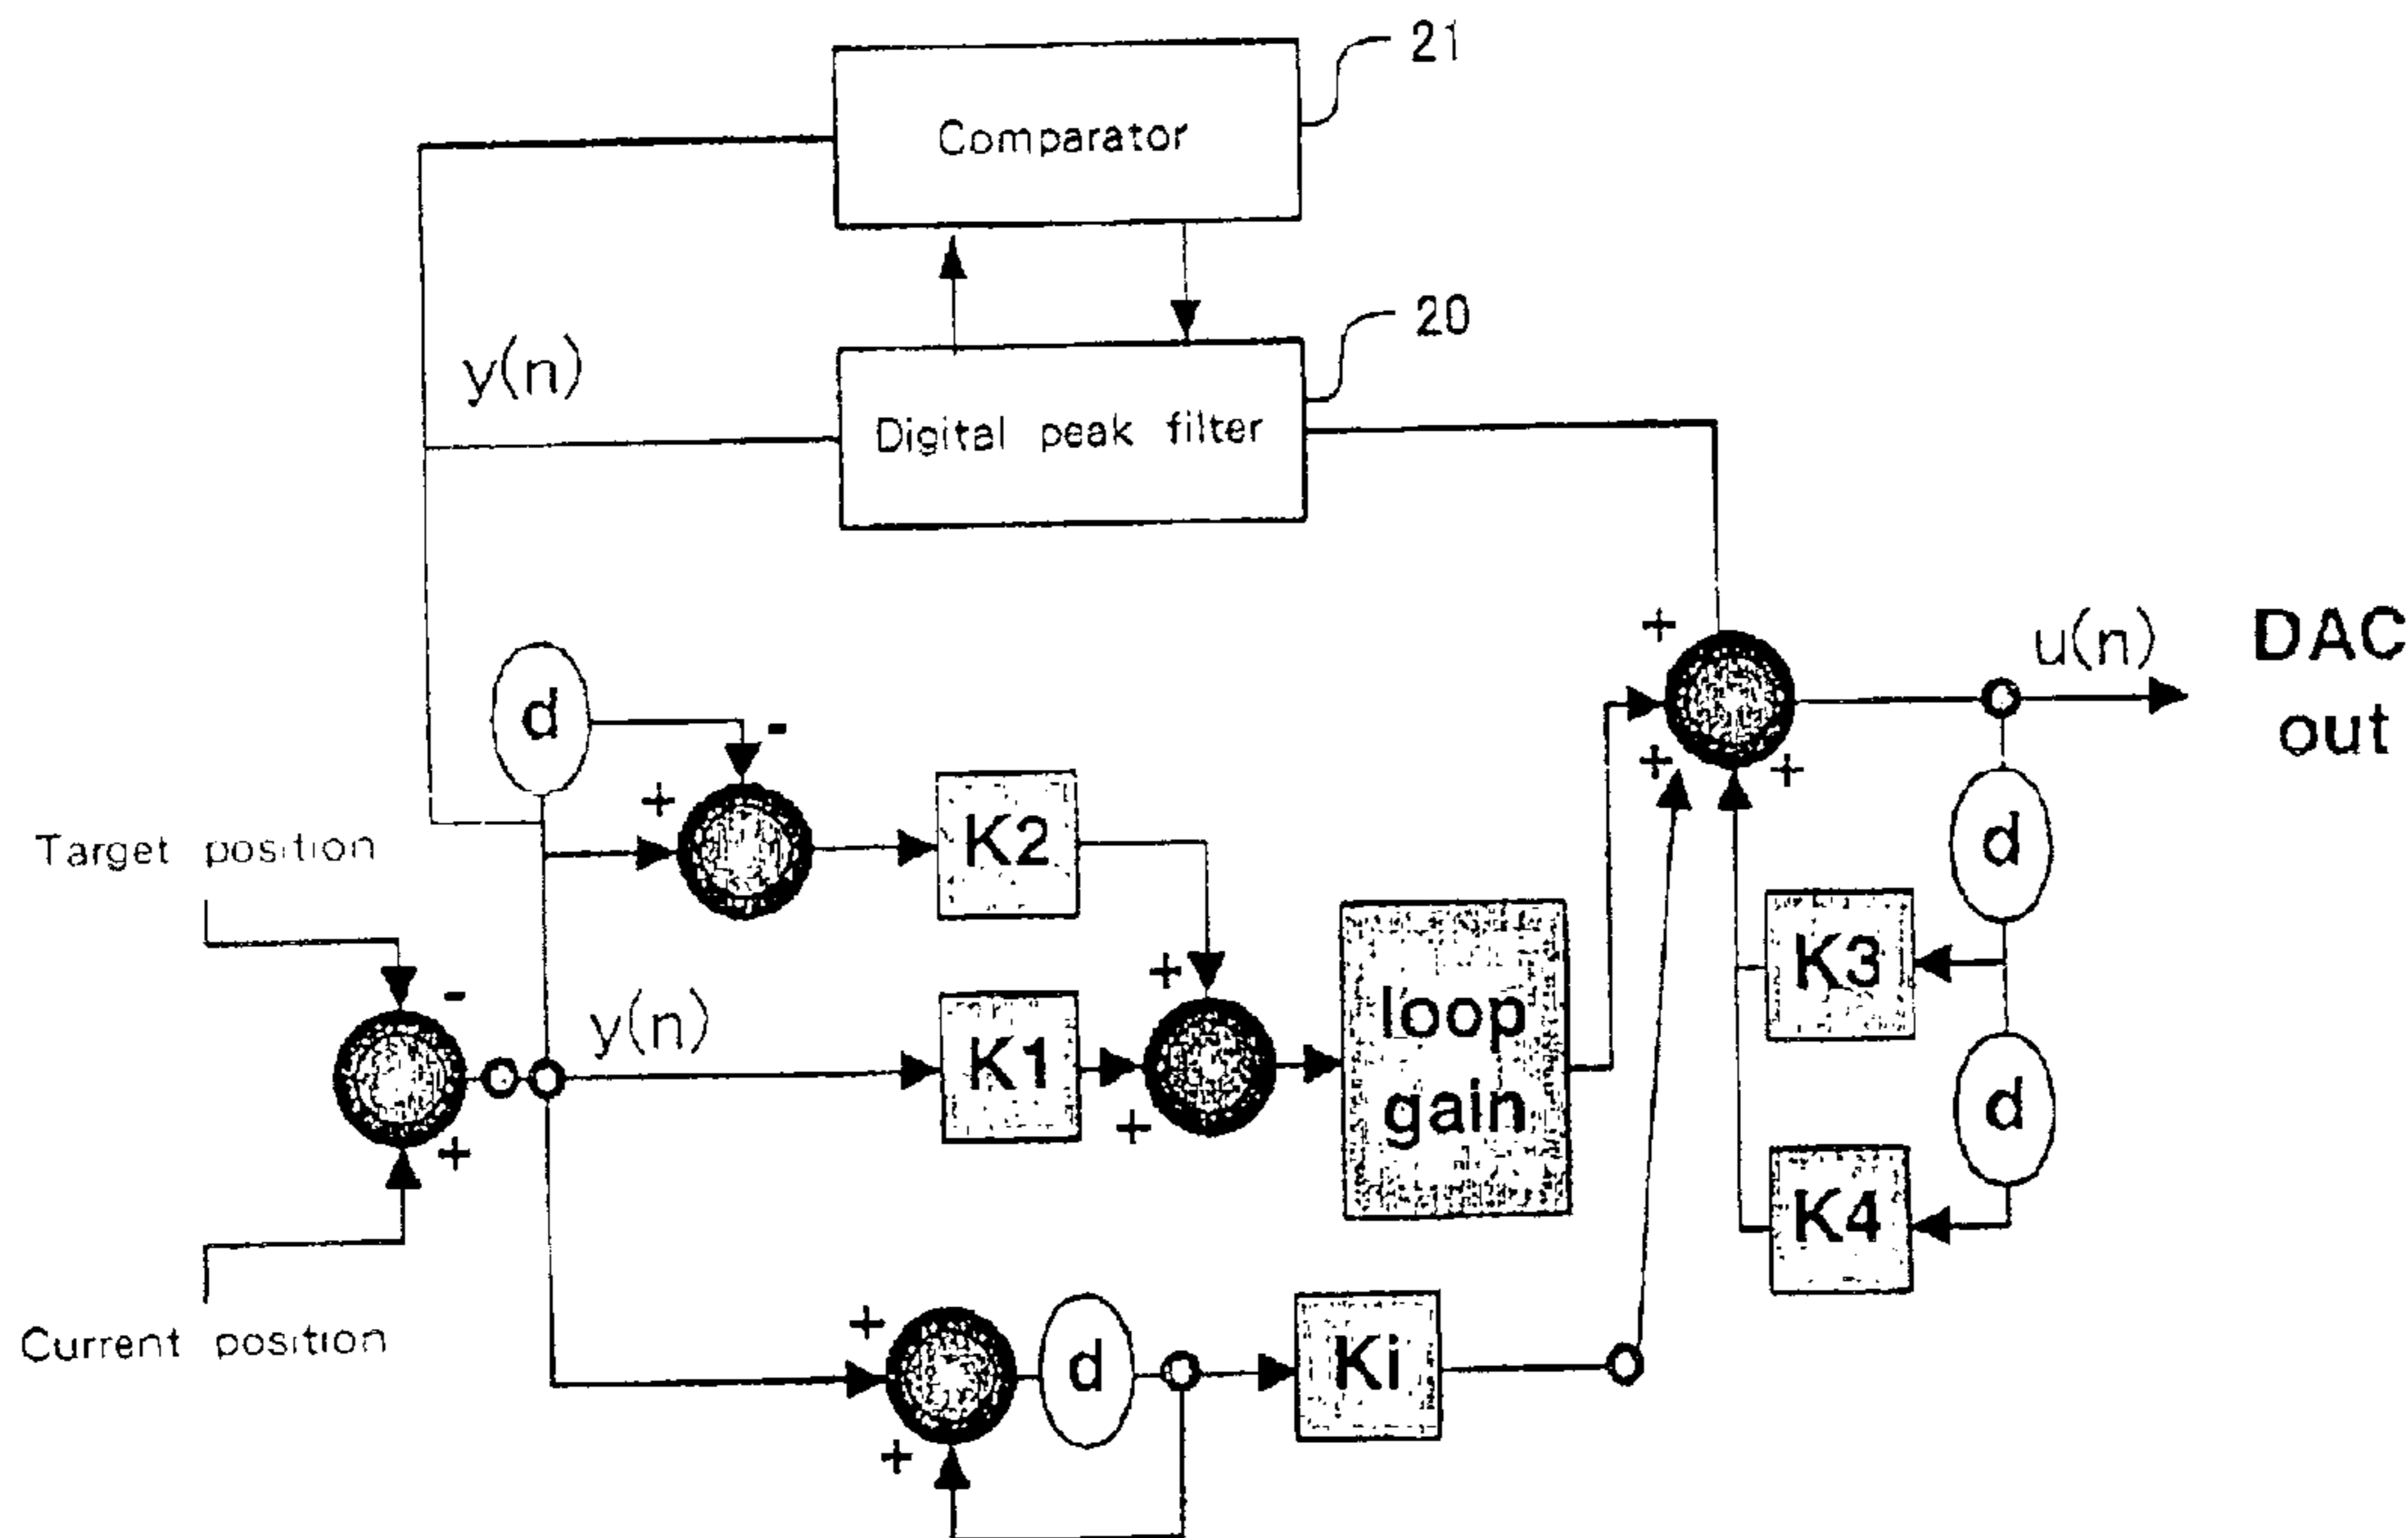 21
Comparator
20
y(n)
Digital peak filter
+
u(n)
DAC
out
d
-
+
+
+
K2
d
Target position
K3
+
-
y(n)
loop
gain
K1
d
+
+
K4
Current position
+
d
Ki
+